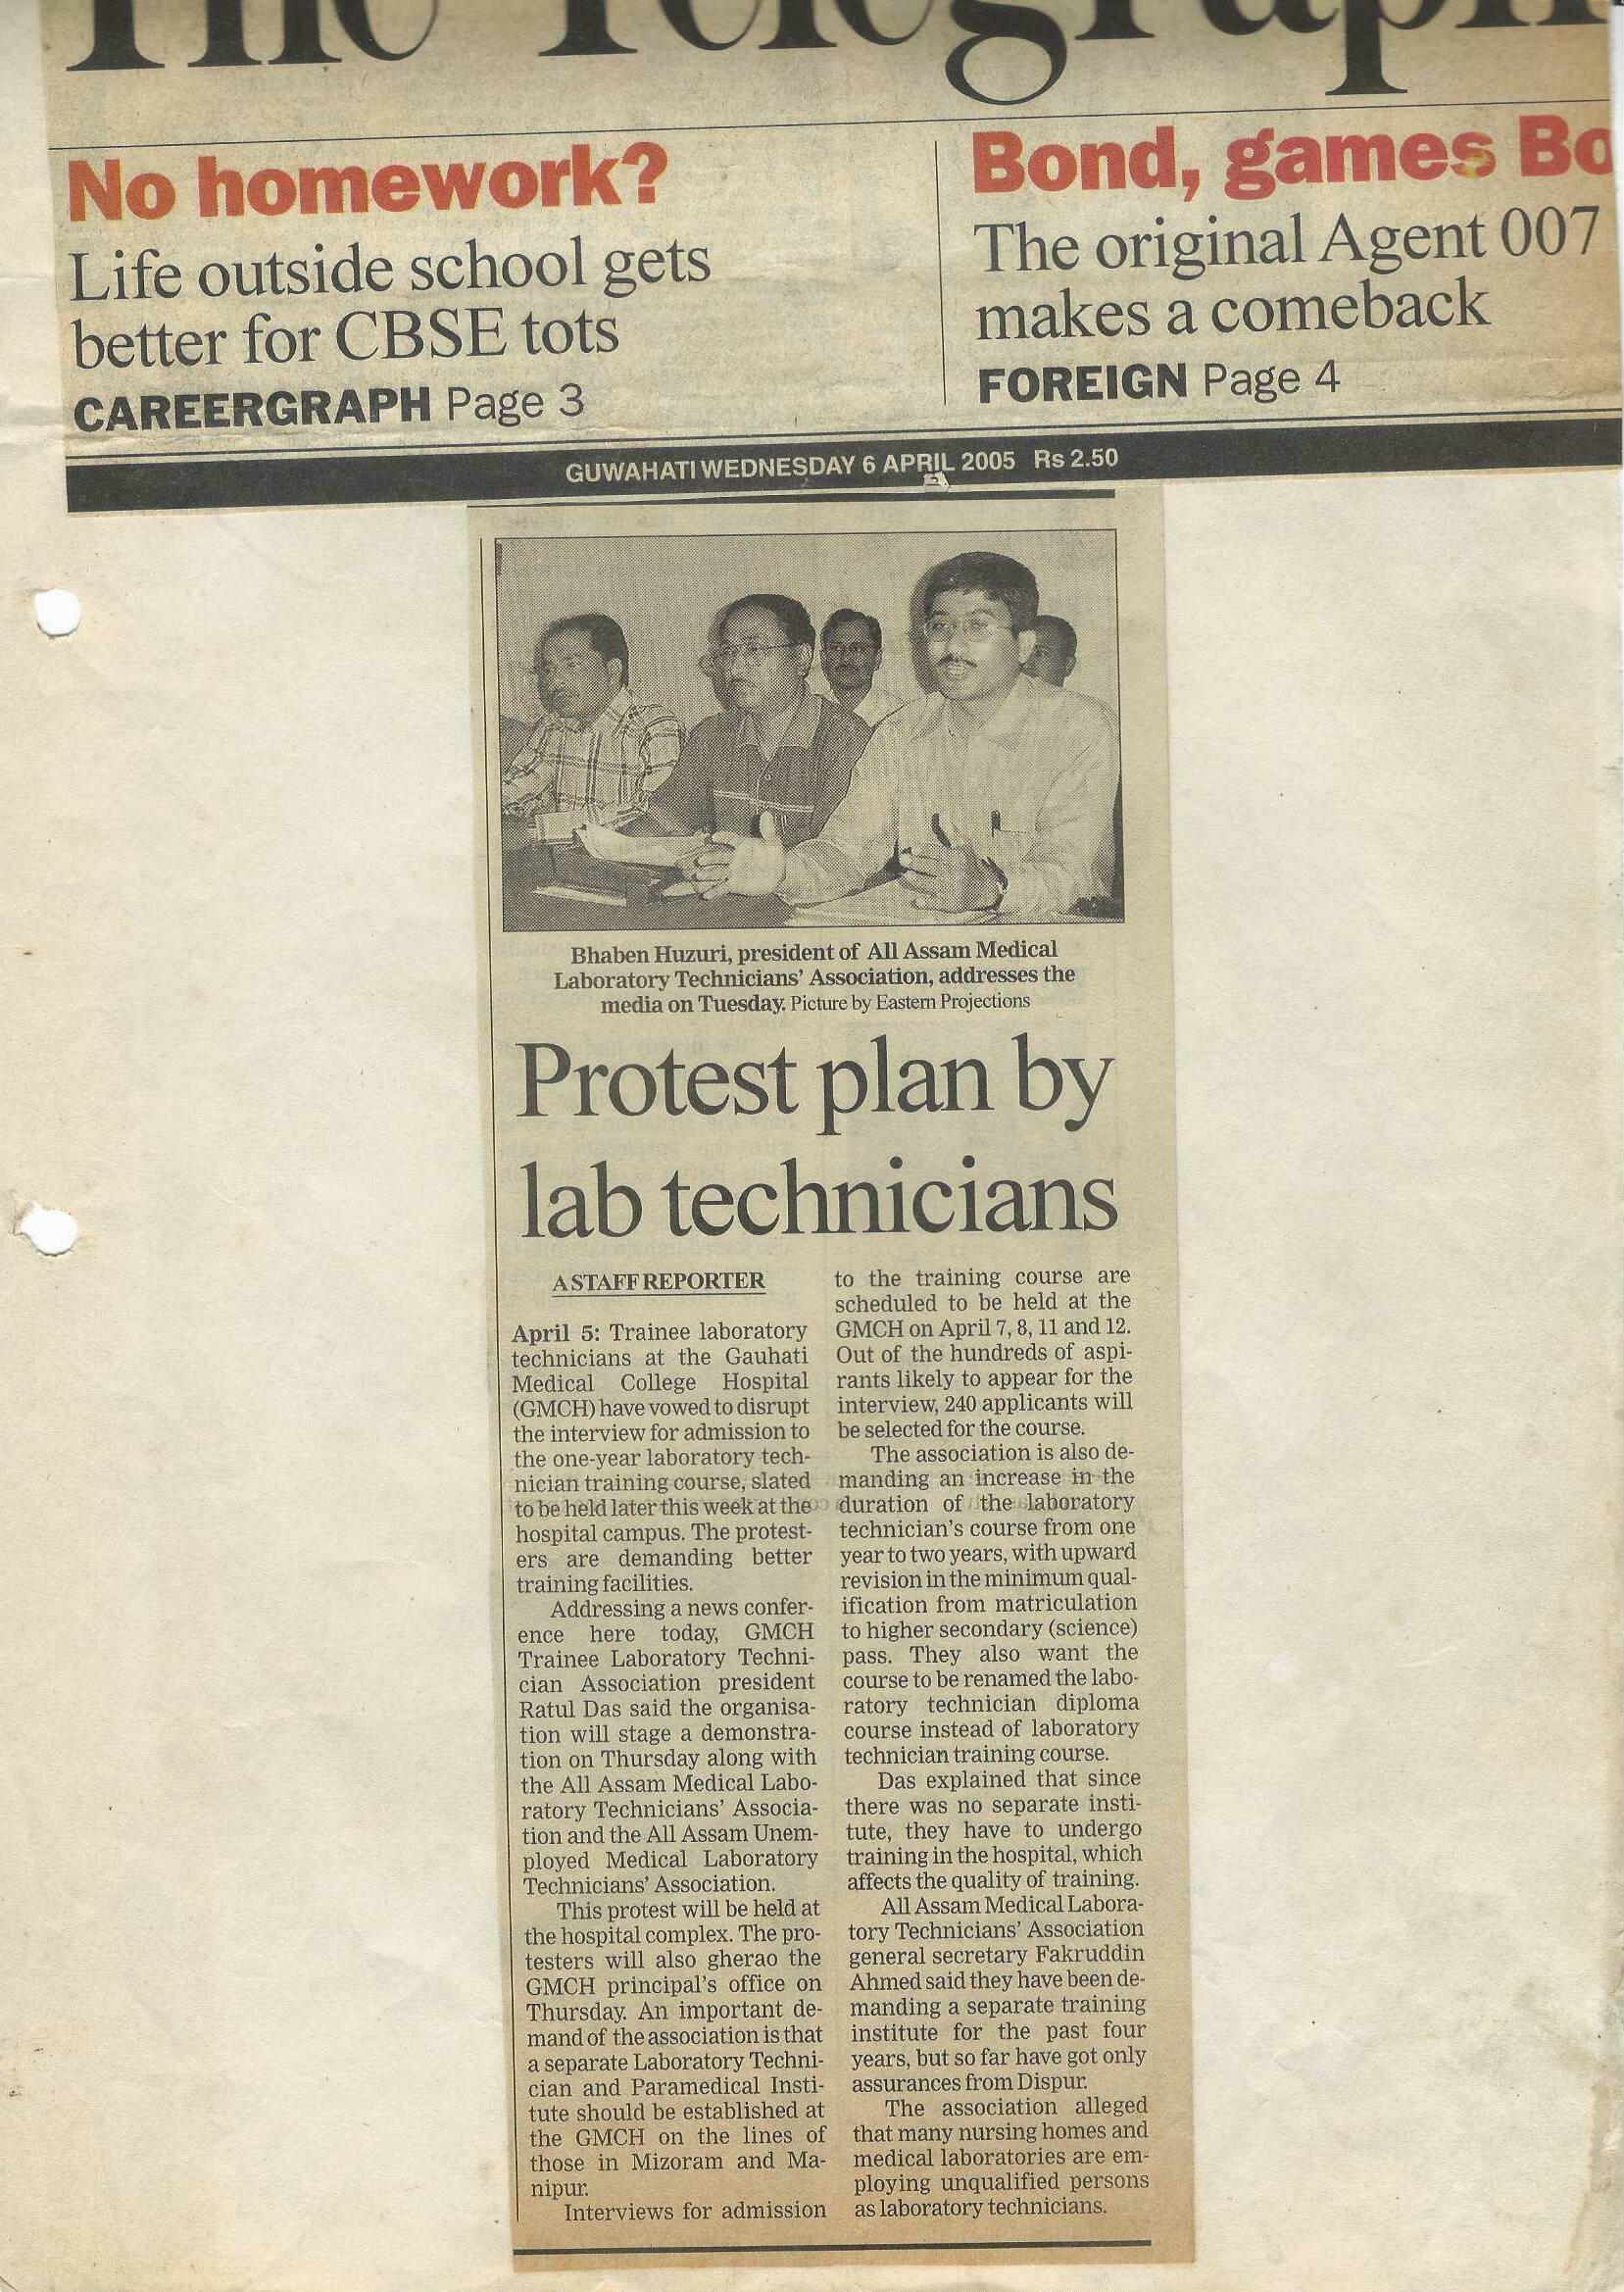 The Telegraph
No homework?
Life outside school gets
better for CBSE tots
CAREERGRAPH Page 3
Bond, games Bo
The original Agent 007
makes a comeback
FOREIGN Page 4
GUWAHATI WEDNESDAY 6 APRIL 2005 Rs 2.50
Bhaben Huzuri, president of All Assam Medical
Laboratory Technicians' Association, addresses the
media on Tuesday. Picture by Eastern Projections
Protest plan by
lab technicians
A STAFF REPORTER
April 5: Trainee laboratory
technicians at the Gauhati
Medical College Hospital
(GMCH) have vowed to disrupt
the interview for admission to
the one-year laboratory tech-
nician training course, slated
to be held later this week at the
hospital campus. The protest-
ers are demanding better
training facilities.
Addressing a news confer-
ence here today, GMCH
Trainee Laboratory Techni-
cian Association president
Ratul Das said the organisa-
tion will stage a demonstra-
tion on Thursday along with
the All Assam Medical Labo-
ratory Technicians' Associa-
tion and the All Assam Unem-
ployed Medical Laboratory
Technicians' Association.
This protest will be held at
the hospital complex. The pro-
testers will also gherao the
GMCH principal's office on
Thursday. An important de-
mand of the association is that
a separate Laboratory Techni-
cian and Paramedical Insti-
tute should be established at
the GMCH on the lines of
those in Mizoram and Ma-
nipur.
Interviews for admission
to the training course are
scheduled to be held at the
GMCH on April 7, 8, 11 and 12.
Out of the hundreds of aspi-
rants likely to appear for the
interview, 240 applicants will
be selected for the course.
The association is also de-
manding an increase in the
duration of the laboratory
technician's course from one
year to two years, with upward
revision in the minimum qual-
ification from matriculation
to higher secondary (science)
pass. They also want the
course to be renamed the labo-
ratory technician diploma
course instead of laboratory
technician training course.
Das explained that since
there was no separate insti-
tute, they have to undergo
training in the hospital, which
affects the quality of training.
All Assam Medical Labora-
tory Technicians' Association
general secretary Fakruddin
Ahmed said they have been de-
manding a separate training
institute for the past four
years, but so far have got only
assurances from Dispur.
The association alleged
that many nursing homes and
medical laboratories are em-
ploying unqualified persons
as laboratory technicians.